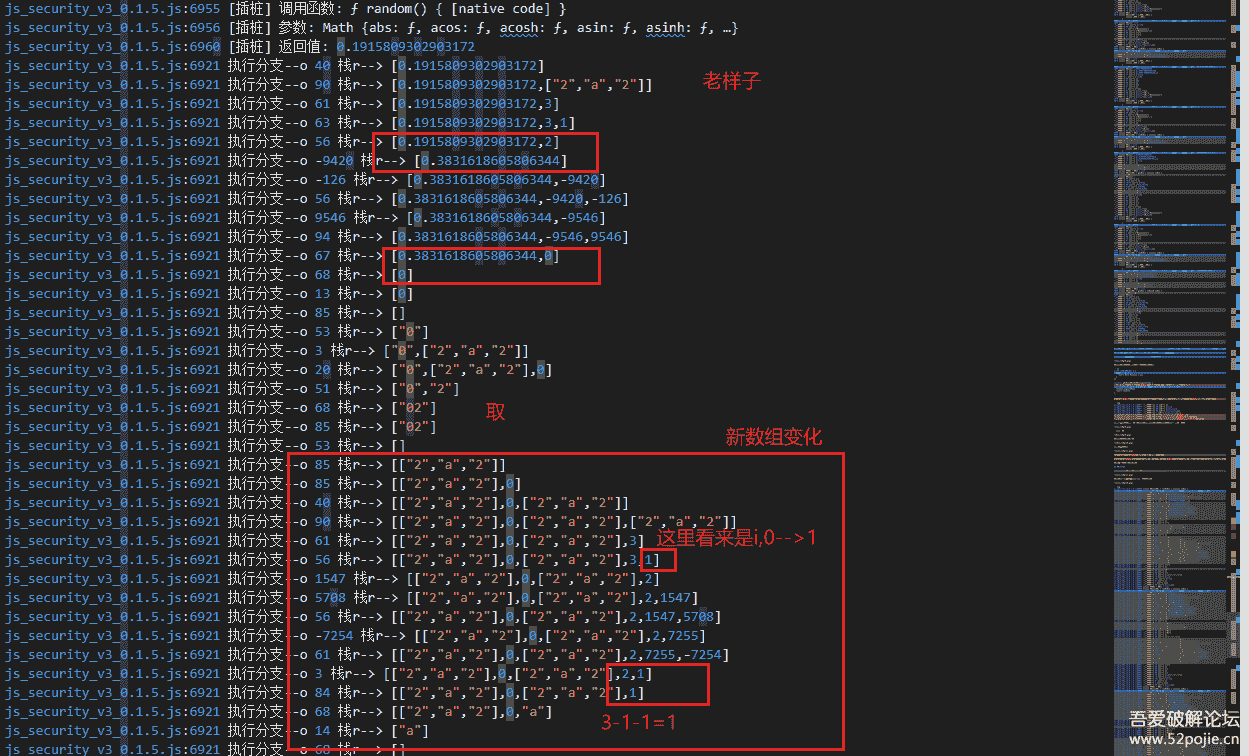 js_security_v3_0.1.5.js:6955 [插桩] 调用函数: ƒ random() { [native code] }
js_security_v3_0.1.5.js:6956 [插桩] 参数: Math {abs: ƒ, acos: ƒ, acosh: ƒ, asin: ƒ, asinh: ƒ, …}
js_security_v3_0.1.5.js:6960 [插桩] 返回值: 0.1915809302903172
js_security_v3_0.1.5.js:6921 执行分支--o 40 栈r--> [0.1915809302903172]
老样子
js_security_v3_0.1.5.js:6921 执行分支--o 90 栈r--> [0.1915809302903172,["2","a","2"]]
js_security_v3_0.1.5.js:6921 执行分支--o 61 栈r--> [0.1915809302903172,3]
js_security_v3_0.1.5.js:6921 执行分支--o 63 栈r--> [0.1915809302903172,3,1]
js_security_v3_0.1.5.js:6921 执行分支--o 56 栈r--> [0.1915809302903172,2]
js_security_v3_0.1.5.js:6921 执行分支--o -9420 栈r--> [0.3831618605806344]
js_security_v3_0.1.5.js:6921 执行分支--o -126 栈r--> [0.3831618605806344,-9420]
js_security_v3_0.1.5.js:6921 执行分支--o 56 栈r--> [0.3831618605806344,-9420,-126]
js_security_v3_0.1.5.js:6921 执行分支--o 9546 栈r--> [0.3831618605806344,-9546]
js_security_v3_0.1.5.js:6921 执行分支--o 94 栈r--> [0.3831618605806344,-9546,9546]
js_security_v3_0.1.5.js:6921 执行分支--o 67 栈r--> [0.3831618605806344,0]
js_security_v3_0.1.5.js:6921 执行分支--o 68 栈r--> [0]
js_security_v3_0.1.5.js:6921 执行分支--o 13 栈r--> [0]
js_security_v3_0.1.5.js:6921 执行分支--o 85 栈r--> []
js_security_v3_0.1.5.js:6921 执行分支--o 53 栈r--> ["0"]
js_security_v3_0.1.5.js:6921 执行分支--o 3 栈r--> ["0",["2","a","2"]]
js_security_v3_0.1.5.js:6921 执行分支--o 20 栈r--> ["0",["2","a","2"],0]
js_security_v3_0.1.5.js:6921 执行分支--o 51 栈r--> ["0","2"]
js_security_v3_0.1.5.js:6921 执行分支--o 68 栈r--> ["02"]
取
js_security_v3_0.1.5.js:6921 执行分支--o 85 栈r--> ["02"]
新数组变化
js_security_v3_0.1.5.js:6921 执行分支--o 53 栈r--> []
js_security_v3_0.1.5.js:6921 执行分支--o 85 栈r--> [["2","a","2"]]
js_security_v3_0.1.5.js:6921 执行分支--o 85 栈r--> [["2","a","2"],0]
js_security_v3_0.1.5.js:6921 执行分支--o 40 栈r--> [["2","a","2"],0,["2","a","2"]]
js_security_v3_0.1.5.js:6921 执行分支--o 90 栈r--> [["2","a","2"],0,["2","a","2"],["2","a","2"]]
js_security_v3_0.1.5.js:6921 执行分支--o 61 栈r--> [["2","a","2"],0,["2","a","2"],3]
这里看来是i,0-->1
js_security_v3_0.1.5.js:6921 执行分支--o 56 栈r--> [["2","a","2"],0,["2","a","2"],3,1]
js_security_v3_0.1.5.js:6921 执行分支--o 1547 栈r--> [["2","a","2"],0,["2","a","2"],2]
js_security_v3_0.1.5.js:6921 执行分支--o 5708 栈r--> [["2","a","2"],0,["2","a","2"],2,1547]
js_security_v3_0.1.5.js:6921 执行分支--o 56 栈r--> [["2","a","2"],0,["2","a","2"],2,1547,5708]
js_security_v3_0.1.5.js:6921 执行分支--o -7254 栈r--> [["2","a","2"],0,["2","a","2"],2,7255]
js_security_v3_0.1.5.js:6921 执行分支--o 61 栈r--> [["2","a","2"],0,["2","a","2"],2,7255,-7254]
js_security_v3_0.1.5.js:6921 执行分支--o 3 栈r--> [["2","a","2"],0,["2","a","2"],2,1]
js_security_v3_0.1.5.js:6921 执行分支--o 84 栈r--> [["2","a","2"],0,["2","a","2"],1]
js_security_v3_0.1.5.js:6921 执行分支--o 68 栈r--> [["2","a","2"],0,"a"]
3-1-1=1
js_security_v3_0.1.5.js:6921 执行分支--o 14 栈r--> ["a"]
js_security_v3_0.1.5.js:6921 执行分支--o 68 栈r--> []
吾爱破解论坛
www.52pojie.cn